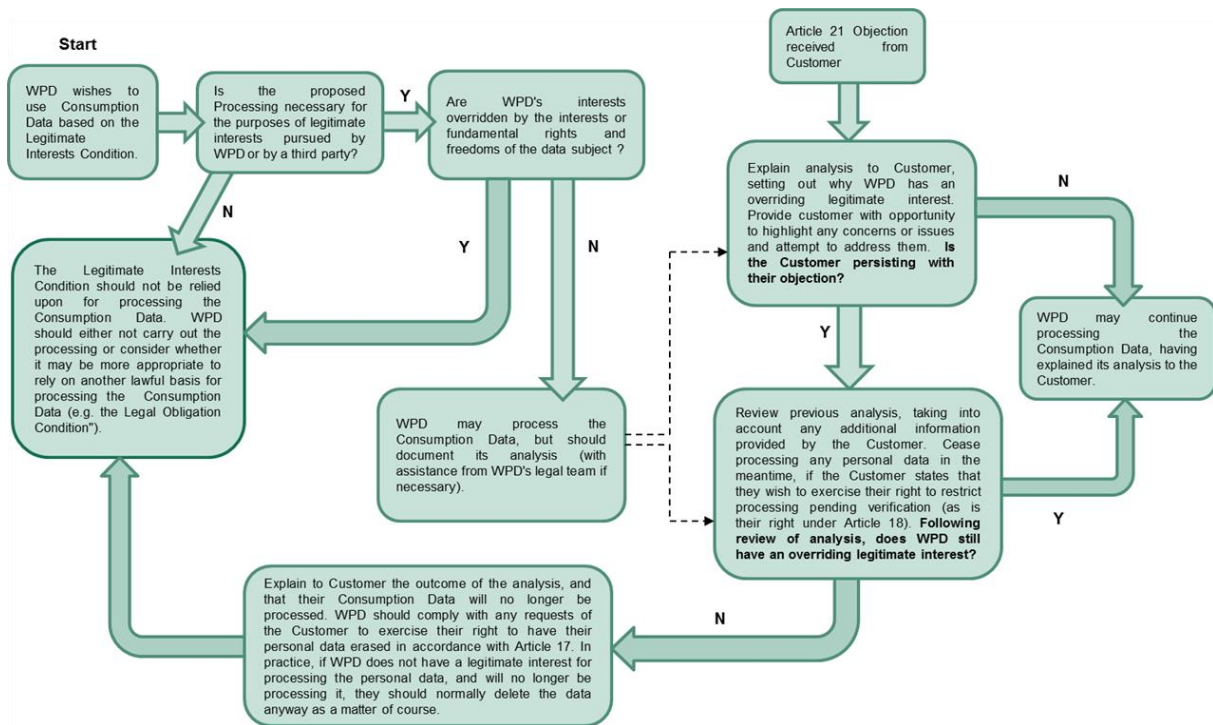 Start
WPD wishes to
use Consumption
Data based on the
Legitimate
Interests Condition.
Is the proposed
Processing necessary for
the purposes of legitimate
interests pursued by
WPD or by a third party?
Y
Are WPD's interests
overridden by the interests or
fundamental rights and
freedoms of the data subject ?
N
Y
N
The Legitimate Interests
Condition should not be relied
upon for processing the
Consumption Data. WPD
should either not carry out the
processing or consider whether
it may be more appropriate to
rely on another lawful basis for
processing the Consumption
Data (e.g. the Legal Obligation
Condition").
WPD may process
the Consumption Data, but should
document its analysis (with
assistance from WPD's legal team if
necessary).
Article 21 Objection
received from
Customer
Explain analysis to Customer,
setting out why WPD has an
overriding legitimate interest.
Provide customer with opportunity
to highlight any concerns or issues
and attempt to address them. Is
the Customer persisting with
their objection?
N
Y
WPD may continue
processing the
Consumption Data, having
explained its analysis to the
Customer.
Review previous analysis, taking into
account any additional information
provided by the Customer. Cease
processing any personal data in the
meantime, if the Customer states that
they wish to exercise their right to restrict
processing pending verification (as is
their right under Article 18). Following
review of analysis, does WPD still
have an overriding legitimate interest?
Y
N
Explain to Customer the outcome of the analysis, and
that their Consumption Data will no longer be
processed. WPD should comply with any requests of
the Customer to exercise their right to have their
personal data erased in accordance with Article 17. In
practice, if WPD does not have a legitimate interest for
processing the personal data, and will no longer be
processing it, they should normally delete the data
anyway as a matter of course.